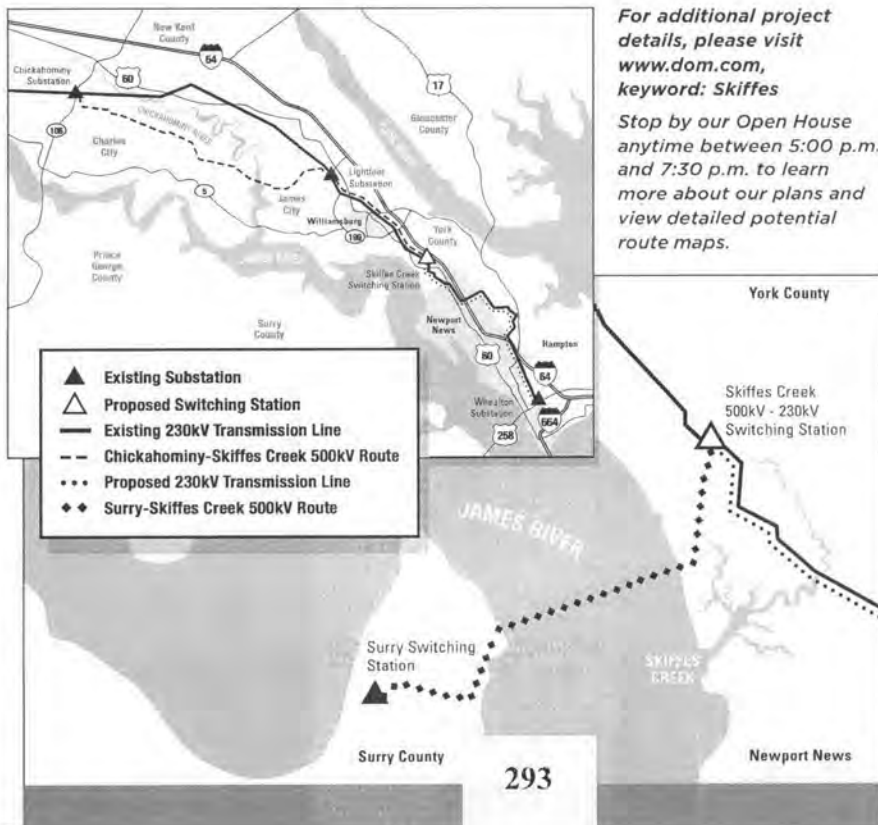 For additional project
details, please visit
www.dom.com,
keyword: Skiffes
Stop by our Open House
anytime between 5:00 p.m.
and 7:30 p.m. to learn
more about our plans and
view detailed potential
route maps.
New Kent
County
64
Chickahominy
Substation
60
17
CHICKAHOMINY RIVER
Gloucester
County
106
Charles
City
Lightfoot
Substation
5
James
City
Williamsburg
199
York
County
Prince
George
County
Skiffes Creek
Switching Station
Surry
County
Newport
News
60
Hampton
64
Whealton
Substation
664
258
Existing Substation
Proposed Switching Station
Existing 230kV Transmission Line
Chickahominy-Skiffes Creek 500kV Route
Proposed 230kV Transmission Line
Surry-Skiffes Creek 500kV Route
York County
Skiffes Creek
500kV - 230kV
Switching Station
JAMES RIVER
Surry Switching
Station
SKIFFES
CREEK
Surry County
Newport News
293